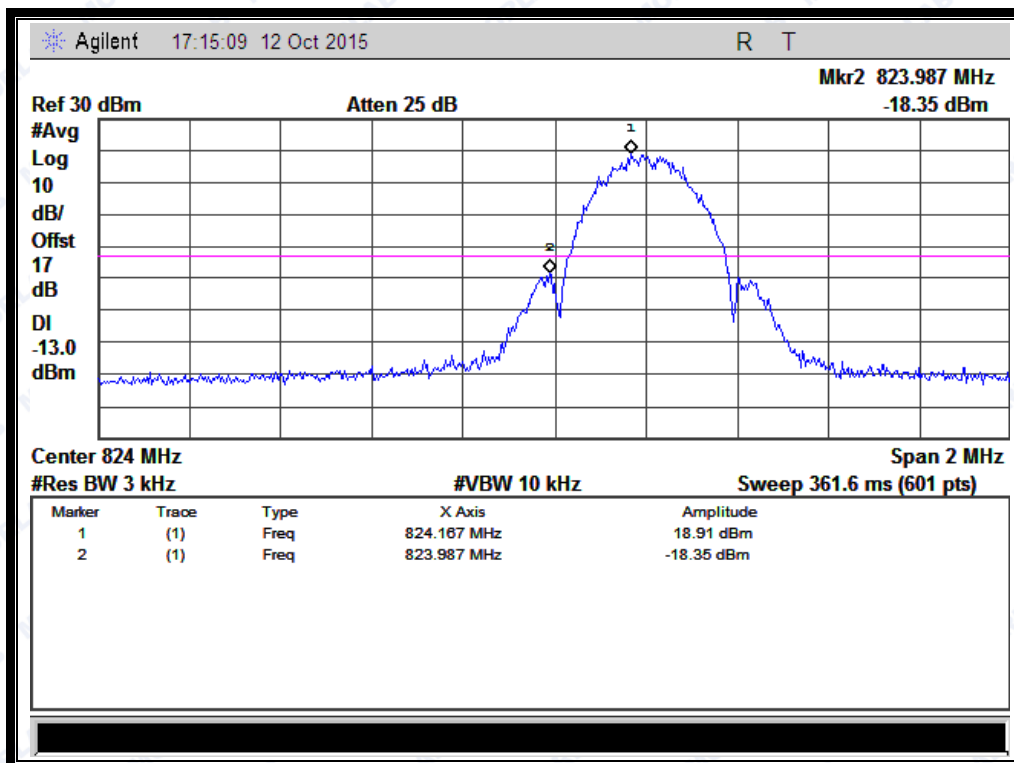 Agilent 17:15:09 12 Oct 2015 R T
Mkr2 823.987 MHz
Ref 30 dBm Atten 25 dB -18.35 dBm
#Avg
Log
10
dB/
Offst
17
dB
DI
-13.0
dBm
1
2
Center 824 MHz Span 2 MHz
#Res BW 3 kHz #VBW 10 kHz Sweep 361.6 ms (601 pts)
Marker Trace Type X Axis Amplitude
1 (1) Freq 824.167 MHz 18.91 dBm
2 (1) Freq 823.987 MHz -18.35 dBm